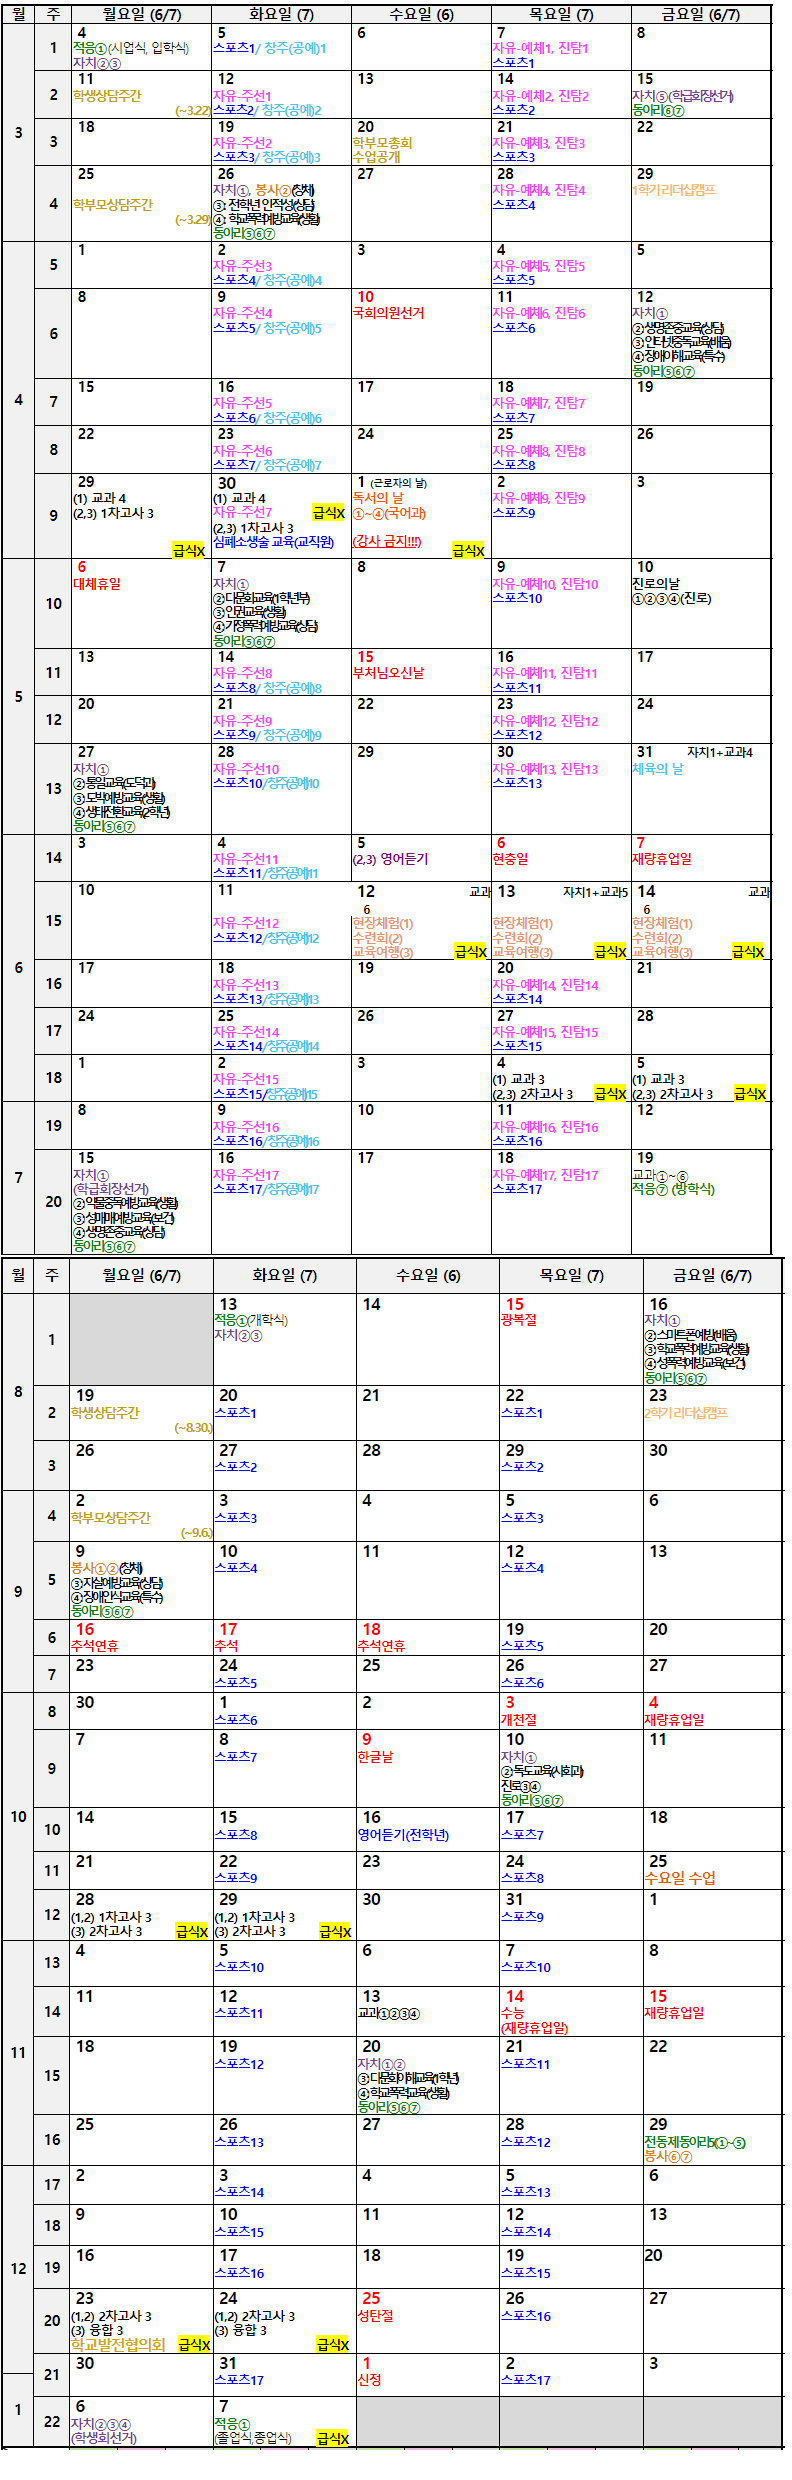 월 주 월요일 (6/7) 화요일 (7) 수요일 (6) 목요일 (7) 금요일 (6/7)
3
1
4
적응①(시업식, 입학식)
자치②③
5
스포츠1/ 창주(공예)1
6
7
자유-예체1, 진탐1
스포츠1
8
2
11
학생상담주간
(~3.22)
12
자유-주선1
스포츠2/ 창주(공예)2
13
14
자유-예체2, 진탐2
스포츠2
15
자치⑤(학급회장선거)
동아리⑥⑦
3
18
19
자유-주선2
스포츠3/ 창주(공예)3
20
학부모총회
수업공개
21
자유-예체3, 진탐3
스포츠3
22
4
25
학부모상담주간
(~3.29)
26
자치①, 봉사②(창체)
③: 전학년 인적성(상담)
④: 학교폭력예방교육(생활)
동아리⑤⑥⑦
27
28
자유-예체4, 진탐4
스포츠4
29
1학기 리더십캠프
4
5
1
2
자유-주선3
스포츠4/ 창주(공예)4
3
4
자유-예체5, 진탐5
스포츠5
5
6
8
9
자유-주선4
스포츠5/ 창주(공예)5
10
국회의원선거
11
자유-예체6, 진탐6
스포츠6
12
자치①
②:생명존중교육(상담)
③:인터넷중독교육(배움)
④:장애이해교육(특수)
동아리⑤⑥⑦
7
15
16
자유-주선5
스포츠6/ 창주(공예)6
17
18
자유-예체7, 진탐7
스포츠7
19
8
22
23
자유-주선6
스포츠7/ 창주(공예)7
24
25
자유-예체8, 진탐8
스포츠8
26
9
29
(1) 교과 4
(2,3) 1차고사 3
급식X
30
(1) 교과 4
자유-주선7 급식X
(2,3) 1차고사 3
심폐소생술 교육(교직원)
1 (근로자의 날)
독서의 날
①~④(국어과)
(강사 금지!!!) 급식X
2
자유-예체9, 진탐9
스포츠9
3
5
10
6
대체휴일
7
자치①
②:다문화교육(1학년부)
③:인권교육(생활)
④:가정폭력예방교육(상담)
동아리⑤⑥⑦
8
9
자유-예체10, 진탐10
스포츠10
10
진로의날
①②③④(진로)
11
13
14
자유-주선8
스포츠8/ 창주(공예)8
15
부처님오신날
16
자유-예체11, 진탐11
스포츠11
17
12
20
21
자유-주선9
스포츠9/ 창주(공예)9
22
23
자유-예체12, 진탐12
스포츠12
24
13
27
자치①
②:통일교육(도덕과)
③:도박예방교육(생활)
④:생태전환교육(2학년)
동아리⑤⑥⑦
28
자유-주선10
스포츠10/창주(공예)10
29
30
자유-예체13, 진탐13
스포츠13
31 자치1+교과4
체육의 날
6
14
3
4
자유-주선11
스포츠11/창주(공예)11
5
(2,3) 영어듣기
6
현충일
7
재량휴업일
15
10
11
자유-주선12
스포츠12/창주(공예)12
12 교과
6
현장체험(1)
수련회(2)
교육여행(3) 급식X
13 자치1+교과5
현장체험(1)
수련회(2)
교육여행(3) 급식X
14 교과
6
현장체험(1)
수련회(2)
교육여행(3) 급식X
16
17
18
자유-주선13
스포츠13/창주(공예)13
19
20
자유-예체14, 진탐14
스포츠14
21
17
24
25
자유-주선14
스포츠14/창주(공예)14
26
27
자유-예체15, 진탐15
스포츠15
28
18
1
2
자유-주선15
스포츠15/창주(공예)15
3
4
(1) 교과 3
(2,3) 2차고사 3 급식X
5
(1) 교과 3
(2,3) 2차고사 3 급식X
7
19
8
9
자유-주선16
스포츠16/창주(공예)16
10
11
자유-예체16, 진탐16
스포츠16
12
20
15
자치①
(학급회장선거)
②:약물중독예방교육(생활)
③:성매매예방교육(보건)
④:생명존중교육(상담)
동아리⑤⑥⑦
16
자유-주선17
스포츠17/창주(공예)17
17
18
자유-예체17, 진탐17
스포츠17
19
교과①~⑥
적응⑦ (방학식)
월 주 월요일 (6/7) 화요일 (7) 수요일 (6) 목요일 (7) 금요일 (6/7)
8
1
13
적응①(개학식)
자치②③
14
15
광복절
16
자치①
②:스마트폰예방(배움)
③:학교폭력예방교육(생활)
④:성폭력예방교육(보건)
동아리⑤⑥⑦
2
19
학생상담주간
(~8.30.)
20
스포츠1
21
22
스포츠1
23
2학기 리더십캠프
3
26
27
스포츠2
28
29
스포츠2
30
9
4
2
학부모상담주간
(~9.6.)
3
스포츠3
4
5
스포츠3
6
5
9
봉사①②(창체)
③:자살예방교육(상담)
④:장애인식교육(특수)
동아리⑤⑥⑦
10
스포츠4
11
12
스포츠4
13
6
16
추석연휴
17
추석
18
추석연휴
19
스포츠5
20
7
23
24
스포츠5
25
26
스포츠6
27
10
8
30
1
스포츠6
2
3
개천절
4
재량휴업일
9
7
8
스포츠7
9
한글날
10
자치①
②:독도교육(사회과)
진로③④
동아리⑤⑥⑦
11
10
14
15
스포츠8
16
영어듣기(전학년)
17
스포츠7
18
11
21
22
스포츠9
23
24
스포츠8
25
수요일 수업
12
28
(1,2) 1차고사 3
(3) 2차고사 3 급식X
29
(1,2) 1차고사 3
(3) 2차고사 3 급식X
30
31
스포츠9
1
11
13
4
5
스포츠10
6
7
스포츠10
8
14
11
12
스포츠11
13
교과①②③④
14
수능
(재량휴업일)
15
재량휴업일
15
18
19
스포츠12
20
자치①②
③:다문화이해교육(1학년)
④:학교폭력교육(생활)
동아리⑤⑥⑦
21
스포츠11
22
16
25
26
스포츠13
27
28
스포츠12
29
전동제동아리5(①~⑤)
봉사⑥⑦
12
17
2
3
스포츠14
4
5
스포츠13
6
18
9
10
스포츠15
11
12
스포츠14
13
19
16
17
스포츠16
18
19
스포츠15
20
20
23
(1,2) 2차고사 3
(3) 융합 3
학교발전협의회 급식X
24
(1,2) 2차고사 3
(3) 융합 3
급식X
25
성탄절
26
스포츠16
27
21
30
31
스포츠17
1
신정
2
스포츠17
3
1
22
6
자치②③④
(학생회선거)
7
적응①
(졸업식,종업식) 급식X